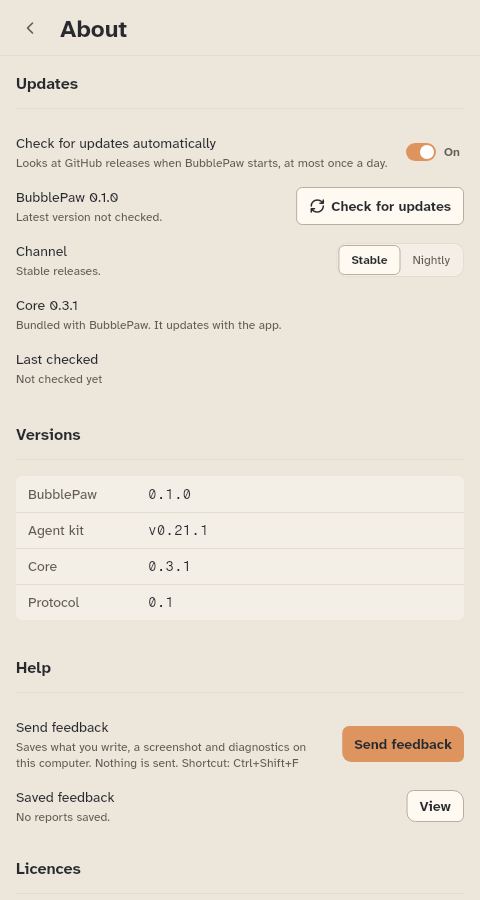 About
Updates
Check for updates automatically
Looks at GitHub releases when BubblePaw starts, at most once a day.
On
BubblePaw 0.1.0
Latest version not checked.
Check for updates
Channel
Stable releases.
Stable
Nightly
Core 0.3.1
Bundled with BubblePaw. It updates with the app.
Last checked
Not checked yet
Versions
BubblePaw 0.1.0
Agent kit v0.21.1
Core 0.3.1
Protocol 0.1
Help
Send feedback
Saves what you write, a screenshot and diagnostics on
this computer. Nothing is sent. Shortcut: Ctrl+Shift+F
Send feedback
Saved feedback
No reports saved.
View
Licences